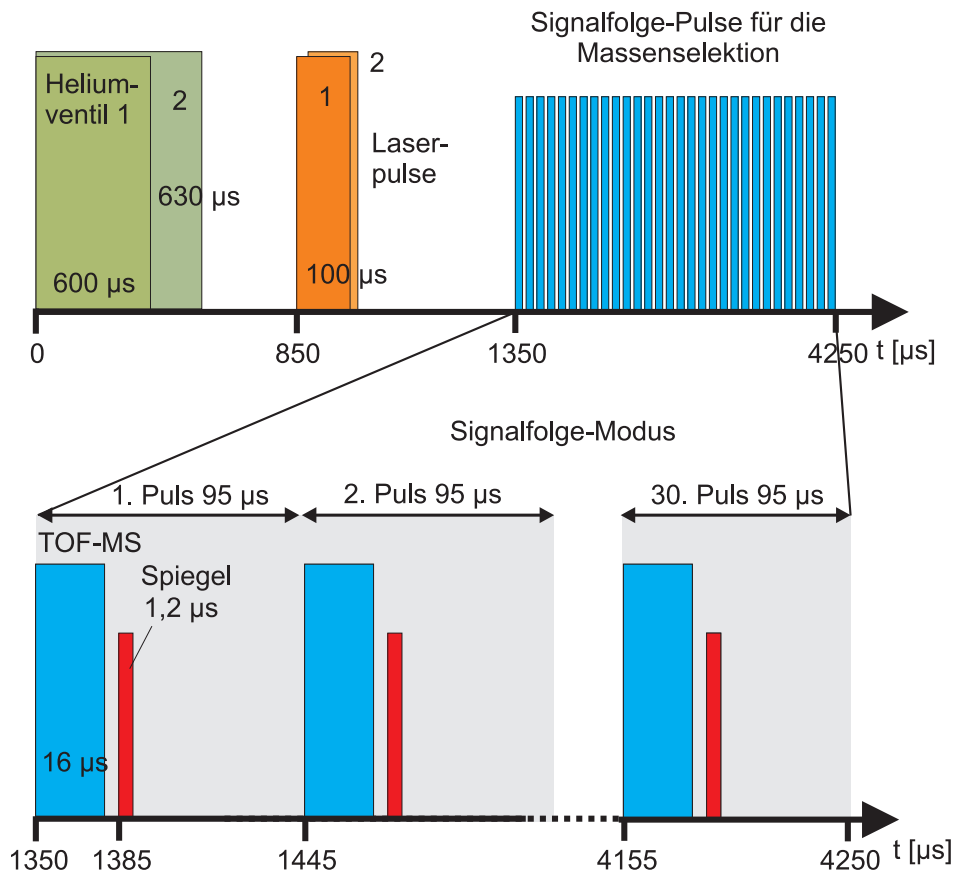 Signalfolge-Pulse für die
Massenselektion
Helium-
ventil 1
2
630 µs
600 µs
1
2
Laser-
pulse
100 µs
0
850
1350
4250
t [µs]
Signalfolge-Modus
1. Puls 95 µs
2. Puls 95 µs
30. Puls 95 µs
TOF-MS
Spiegel
1,2 µs
16 µs
1350
1385
1445
4155
4250
t [µs]